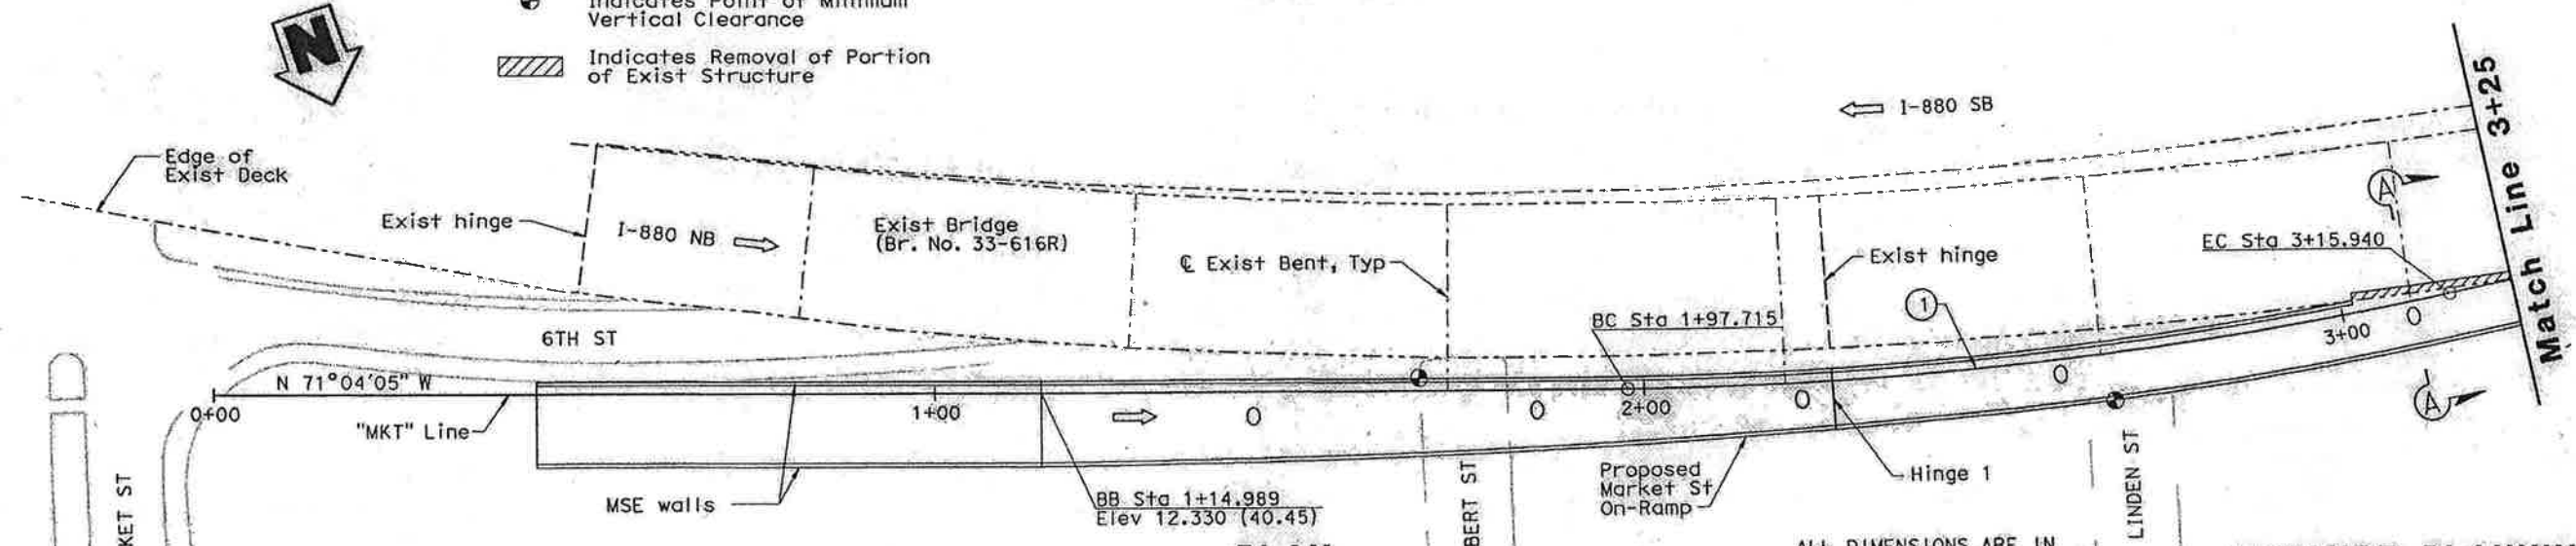 Indicates Point of Minimum
Vertical Clearance
N
Indicates Removal of Portion
of Exist Structure
Match Line 3+25
I-880 SB
Edge of
Exist Deck
A
Exist hinge
I-880 NB
Exist Bridge
(Br. No. 33-616R)
EC Sta 3+15.940
℄ Exist Bent, Typ
Exist hinge
1
BC Sta 1+97.715
6TH ST
3+00
N 71°04'05" W
0+00
1+00
2+00
"MKT" Line
A
MSE walls
BB Sta 1+14.989
Elev 12.330 (40.45)
Proposed
Market St
On-Ramp
Hinge 1
KET ST
BERT ST
LINDEN ST
ALL DIMENSIONS ARE IN